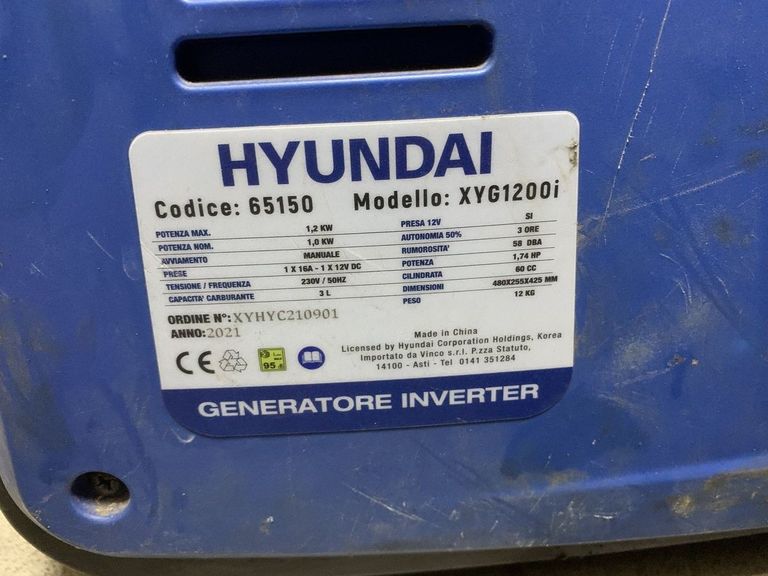 HYUNDAI
Codice: 65150 Modello: XYG1200i
POTENZA MAX. 1,2 KW
POTENZA NOM. 1,0 KW
AVVIAMENTO MANUALE
PRESE 1 X 16A - 1 X 12V DC
TENSIONE / FREQUENZA 230V / 50HZ
CAPACITA' CARBURANTE 3 L
PRESA 12V SI
AUTONOMIA 50% 3 ORE
RUMOROSITA' 58 DBA
POTENZA 1,74 HP
CILINDRATA 60 CC
DIMENSIONI 480X255X425 MM
PESO 12 KG
ORDINE N°: XYHYC210901
ANNO: 2021
Made in China
Licensed by Hyundai Corporation Holdings, Korea
Importato da Vinco s.r.l. P.zza Statuto,
14100 - Asti - Tel 0141 351284
CE
95
GENERATORE INVERTER